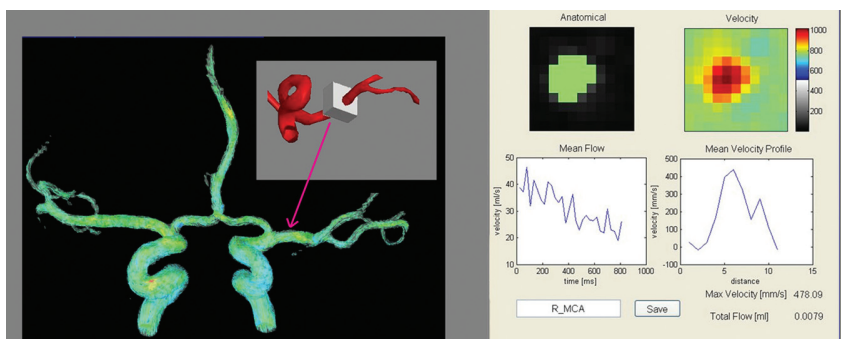 Anatomical
Velocity
1000
800
600
400
200
Mean Flow
50
40
30
20
10
velocity [ml/s]
0 200 400 600 800 1000
time [ms]
Mean Velocity Profile
500
400
300
200
100
0
-100
velocity [mm/s]
0 5 10 15
distance
Max Velocity [mm/s] 478.09
R_MCA
Save
Total Flow [ml] 0.0079